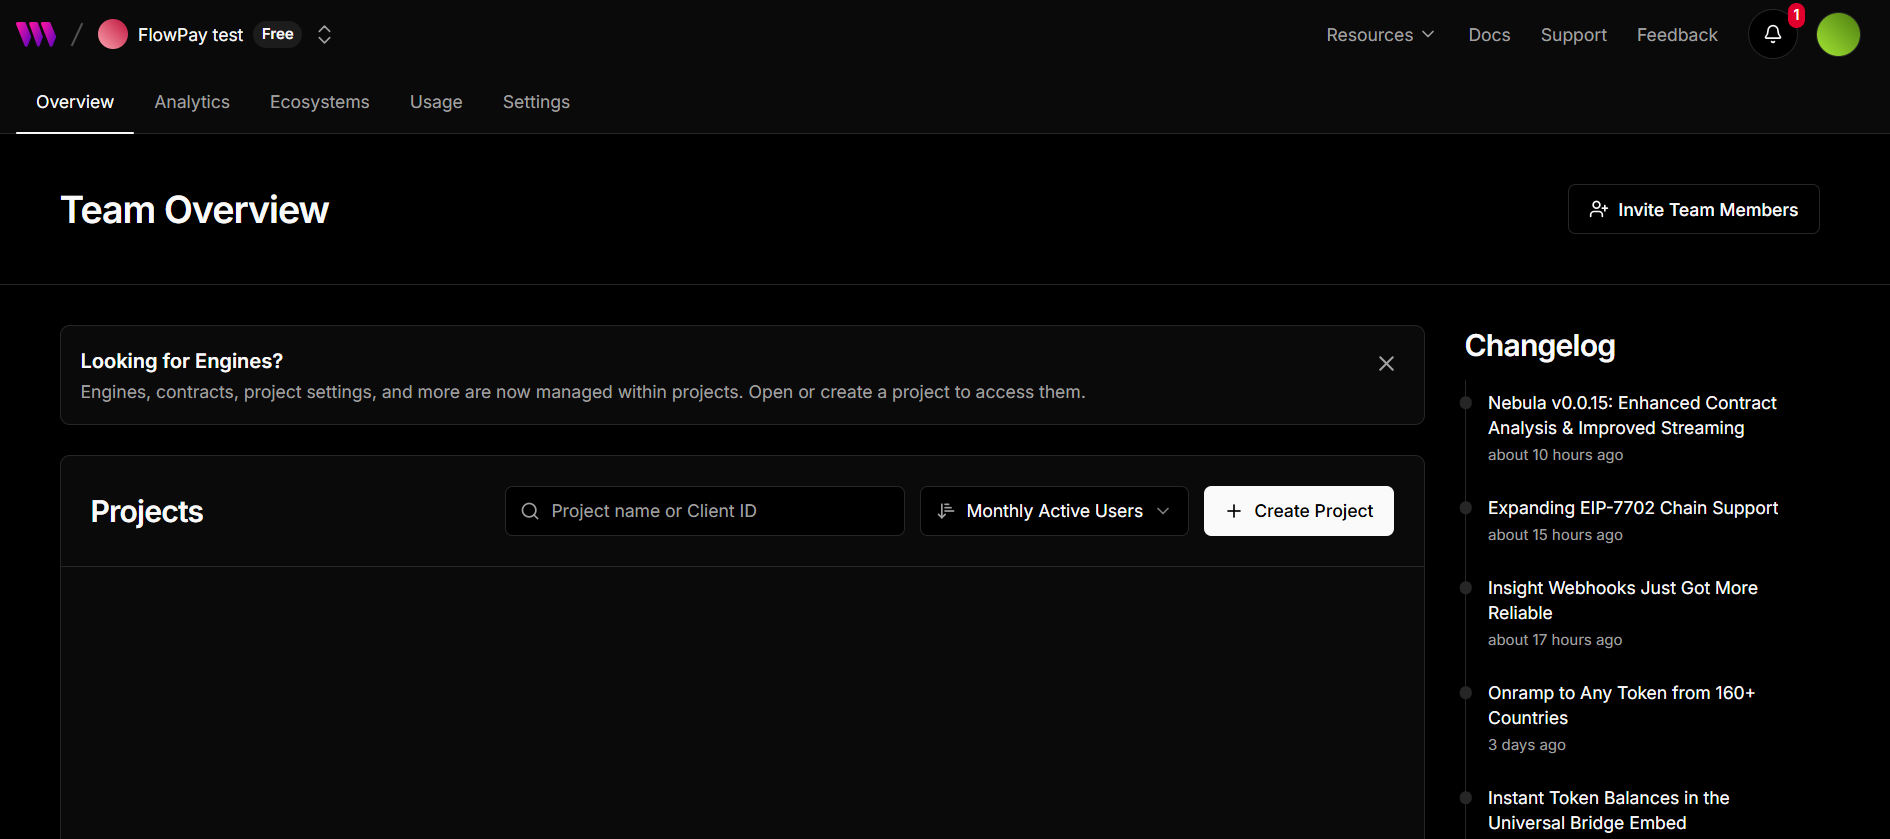 FlowPay test Free
Resources Docs Support Feedback 1
Overview Analytics Ecosystems Usage Settings
Team Overview
Invite Team Members
Looking for Engines?
Engines, contracts, project settings, and more are now managed within projects. Open or create a project to access them.
Projects
Project name or Client ID
Monthly Active Users
Create Project
Changelog
Nebula v0.0.15: Enhanced Contract
Analysis & Improved Streaming
about 10 hours ago
Expanding EIP-7702 Chain Support
about 15 hours ago
Insight Webhooks Just Got More
Reliable
about 17 hours ago
Onramp to Any Token from 160+
Countries
3 days ago
Instant Token Balances in the
Universal Bridge Embed